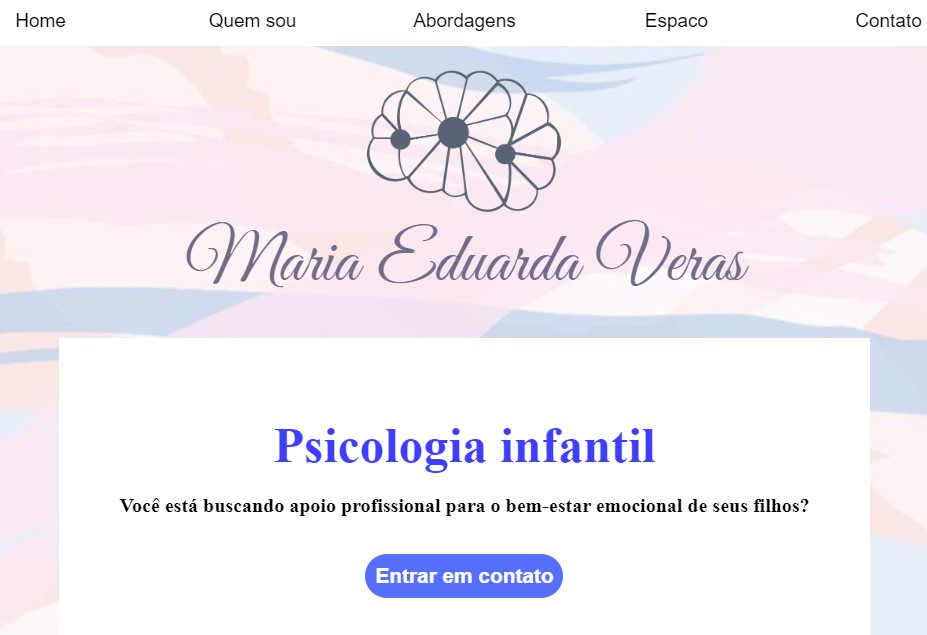 Home Quem sou Abordagens Espaco Contato
Maria Eduarda Veras
Psicologia infantil
Você está buscando apoio profissional para o bem-estar emocional de seus filhos?
Entrar em contato